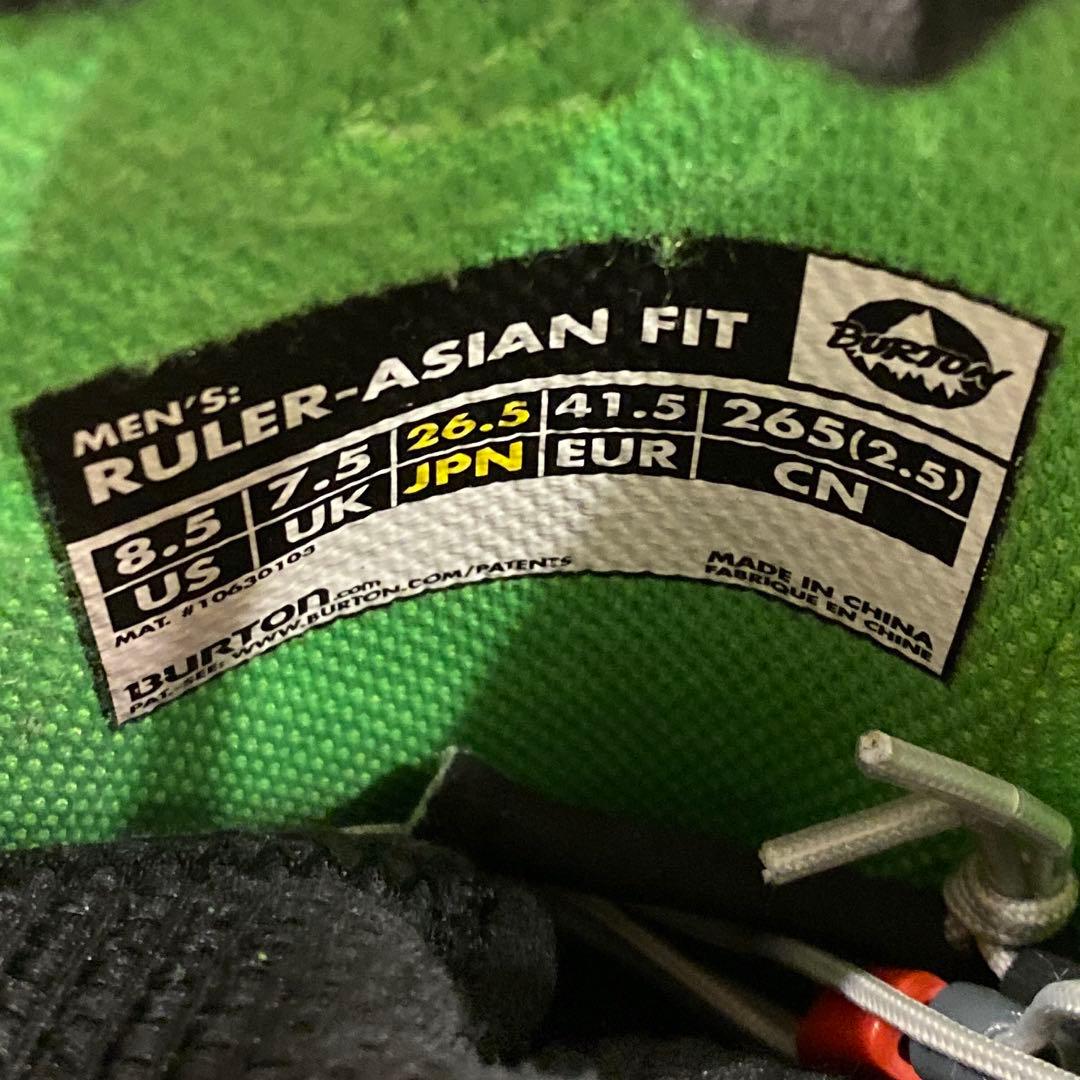 MEN'S:
RULER-ASIAN FIT
BURTON
8.5 7.5 26.5 41.5 265(2.5)
US UK JPN EUR CN
MAT. #10630103
BURTON.com
PAT. SEE: WWW.BURTON.COM/PATENTS
MADE IN CHINA
FABRIQUE EN CHINE